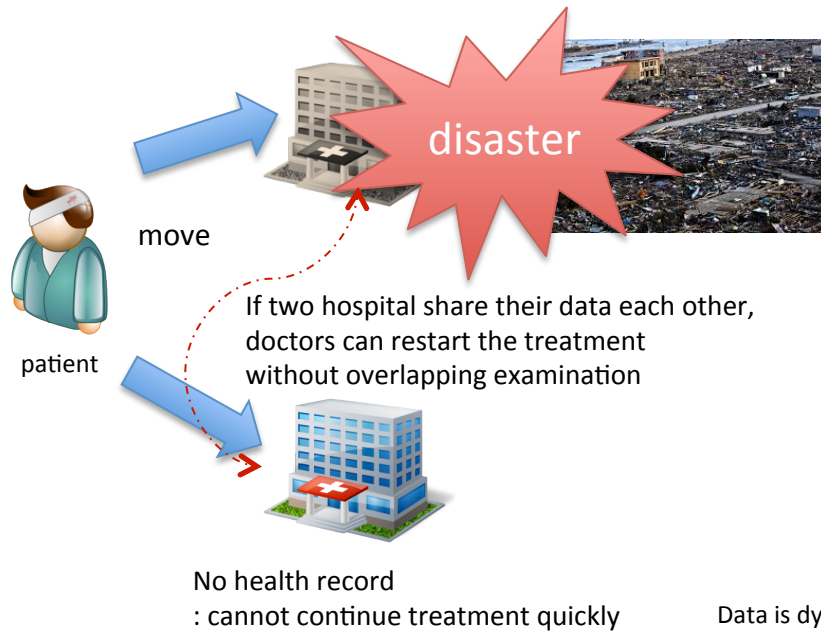 disaster
move
If two hospital share their data each other,
doctors can restart the treatment
without overlapping examination
patient
No health record
: cannot continue treatment quickly
Data is dy